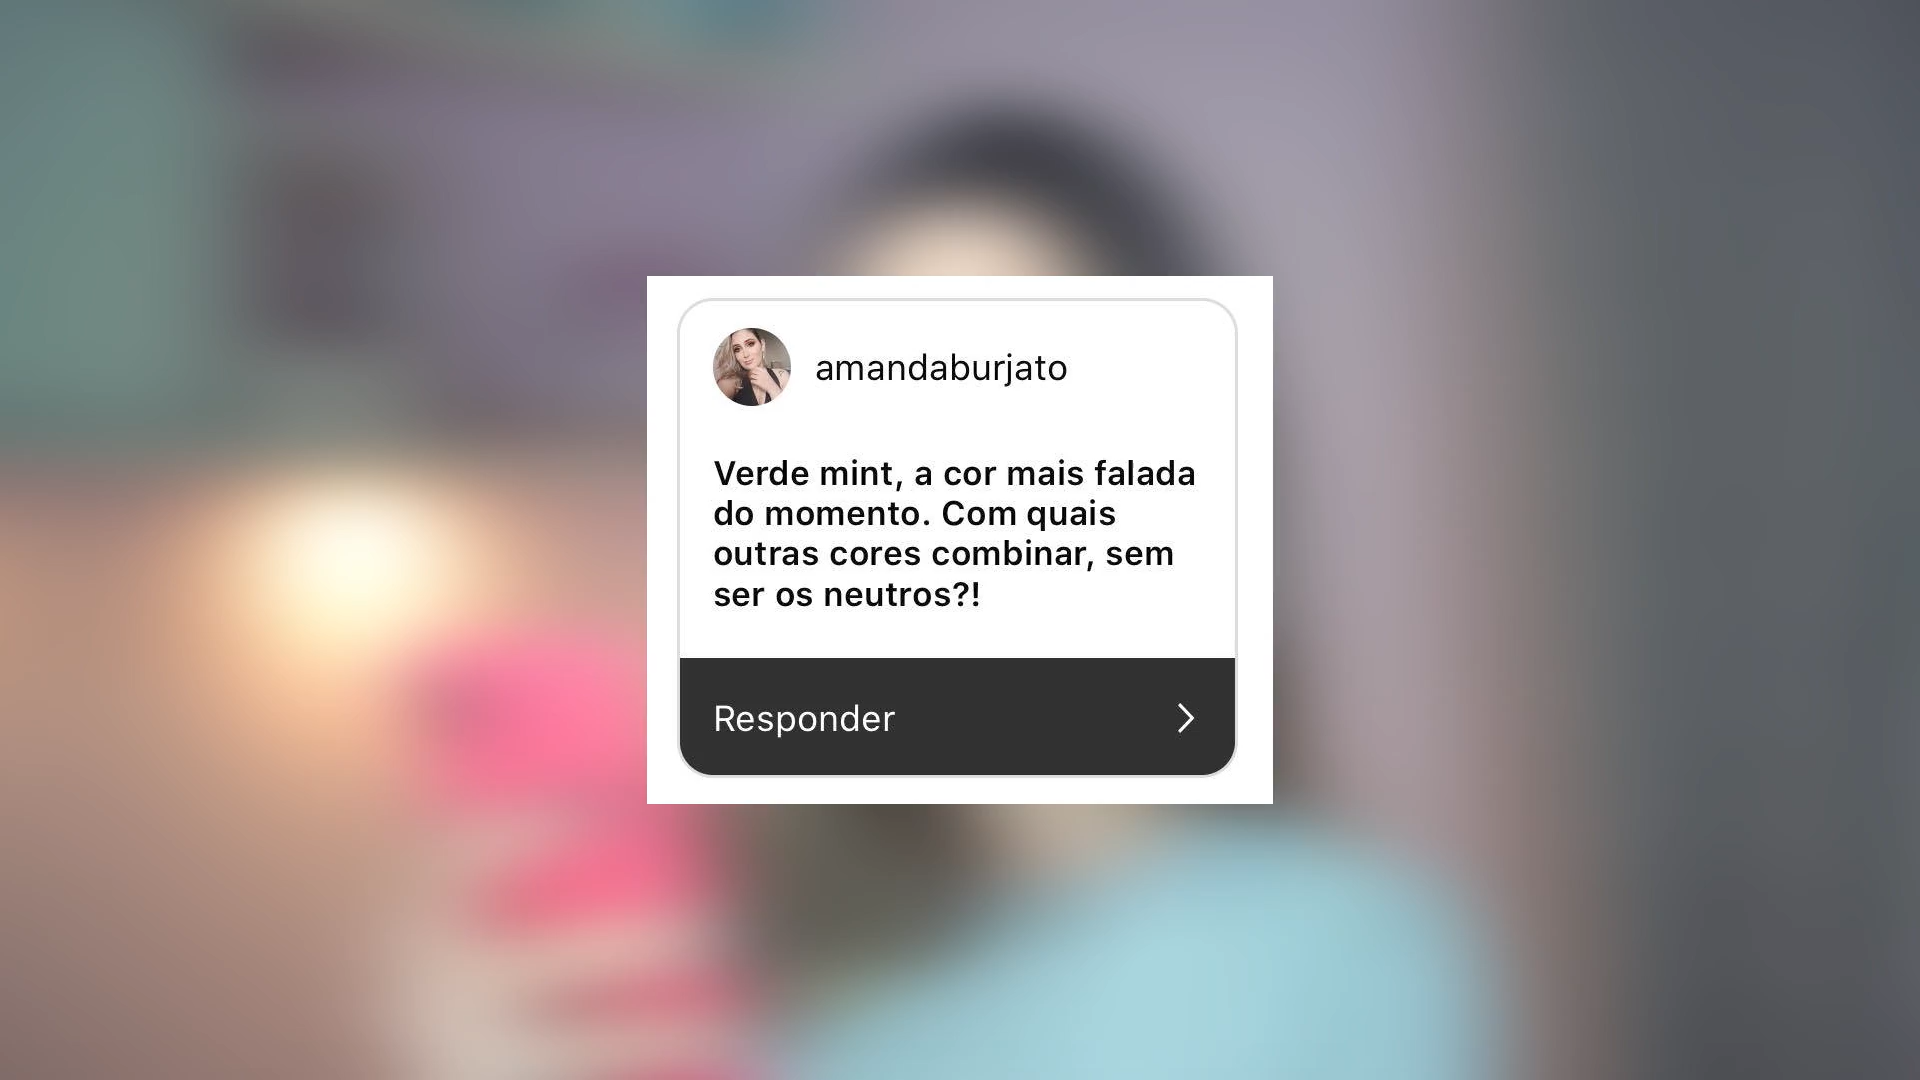 amandaburjato
Verde mint, a cor mais falada
do momento. Com quais
outras cores combinar, sem
ser os neutros?!
Responder